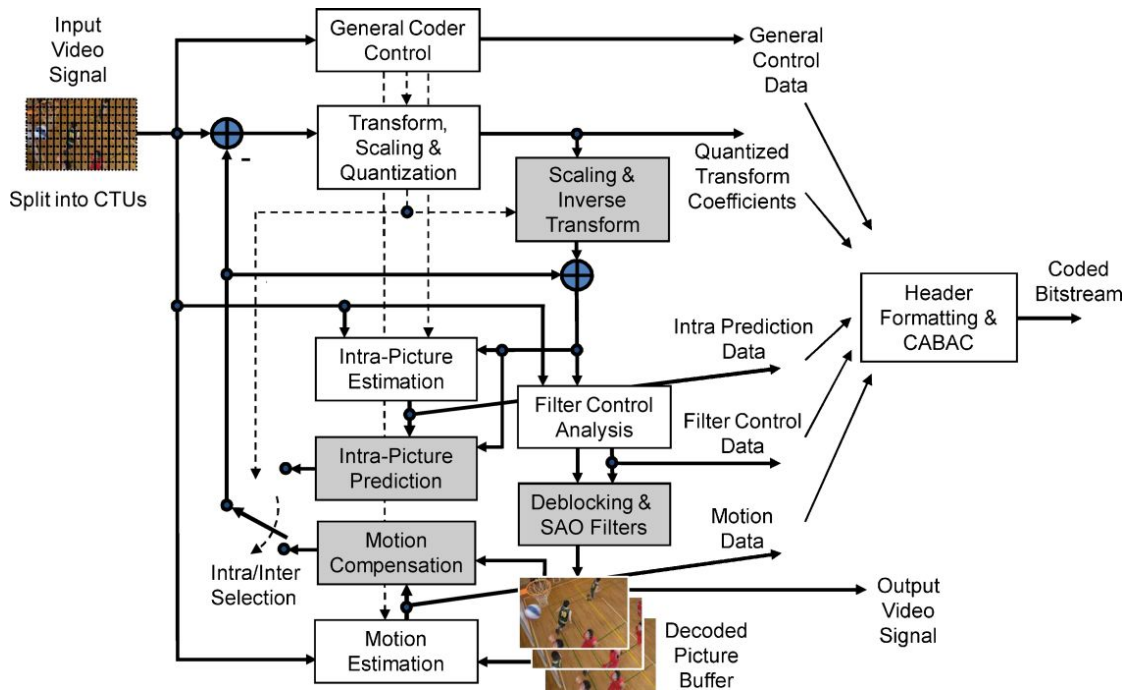 Input
Video
Signal
Split into CTUs
General Coder
Control
Transform,
Scaling &
Quantization
Scaling &
Inverse
Transform
-
Intra-Picture
Estimation
Intra-Picture
Prediction
Motion
Compensation
Motion
Estimation
Intra/Inter
Selection
Filter Control
Analysis
Deblocking &
SAO Filters
Decoded
Picture
Buffer
General
Control
Data
Quantized
Transform
Coefficients
Intra Prediction
Data
Filter Control
Data
Motion
Data
Header
Formatting &
CABAC
Coded
Bitstream
Output
Video
Signal